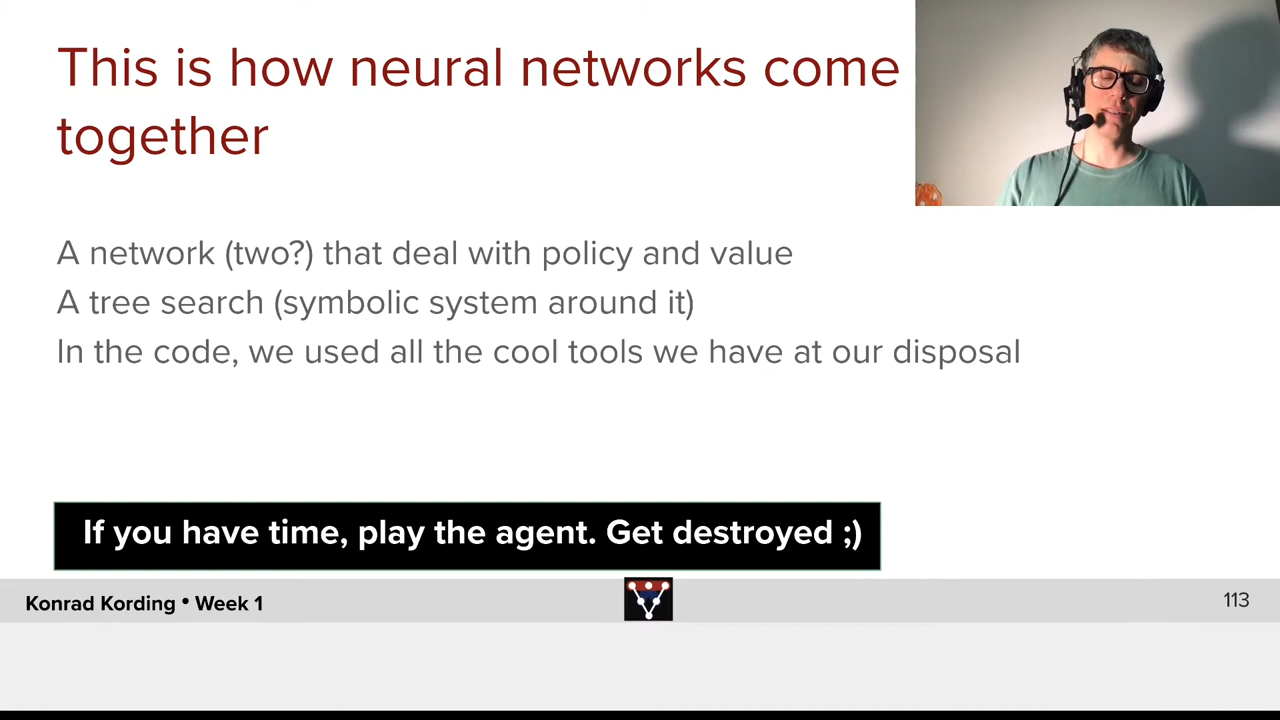 This is how neural networks come
together
A network (two?) that deal with policy and value
A tree search (symbolic system around it)
In the code, we used all the cool tools we have at our disposal
If you have time, play the agent. Get destroyed ;)
Konrad Kording • Week 1
113